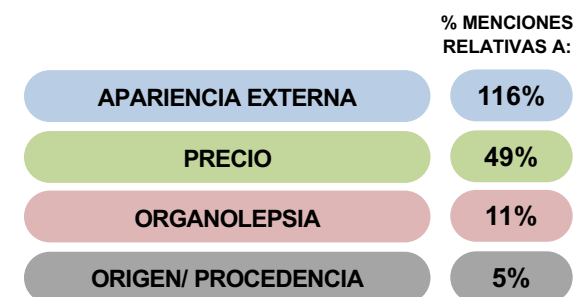 % MENCIONES
RELATIVAS A:
APARIENCIA EXTERNA 116%
PRECIO 49%
ORGANOLEPSIA 11%
ORIGEN/ PROCEDENCIA 5%